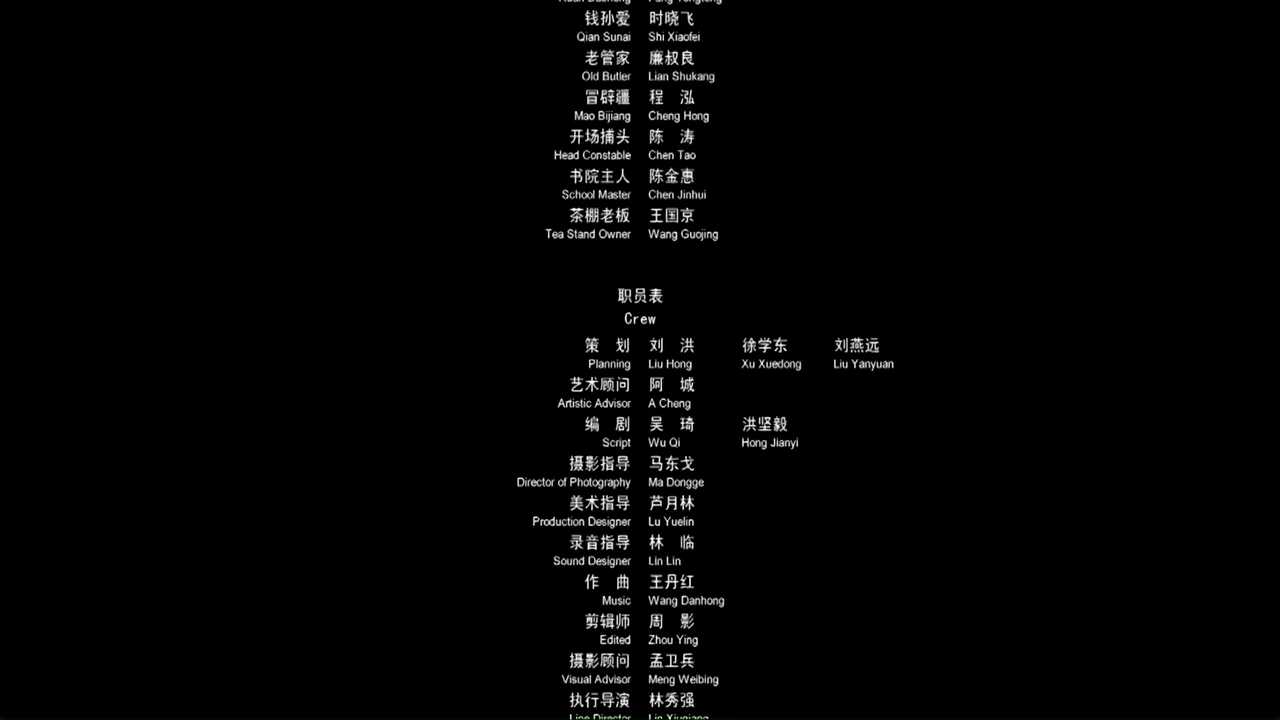 钱孙爱 时晓飞
Qian Sunai Shi Xiaofei
老管家 廉叔良
Old Butler Lian Shukang
冒辟疆 程 泓
Mao Bijiang Cheng Hong
开场捕头 陈 涛
Head Constable Chen Tao
书院主人 陈金惠
School Master Chen Jinhui
茶棚老板 王国京
Tea Stand Owner Wang Guojing
职员表
Crew
策 划 刘 洪 徐学东 刘燕远
Planning Liu Hong Xu Xuedong Liu Yanyuan
艺术顾问 阿 城
Artistic Advisor A Cheng
编 剧 吴 琦 洪坚毅
Script Wu Qi Hong Jianyi
摄影指导 马东戈
Director of Photography Ma Dongge
美术指导 芦月林
Production Designer Lu Yuelin
录音指导 林 临
Sound Designer Lin Lin
作 曲 王丹红
Music Wang Danhong
剪辑师 周 影
Edited Zhou Ying
摄影顾问 孟卫兵
Visual Advisor Meng Weibing
执行导演 林秀强
Line Director Lin Xiuqiang